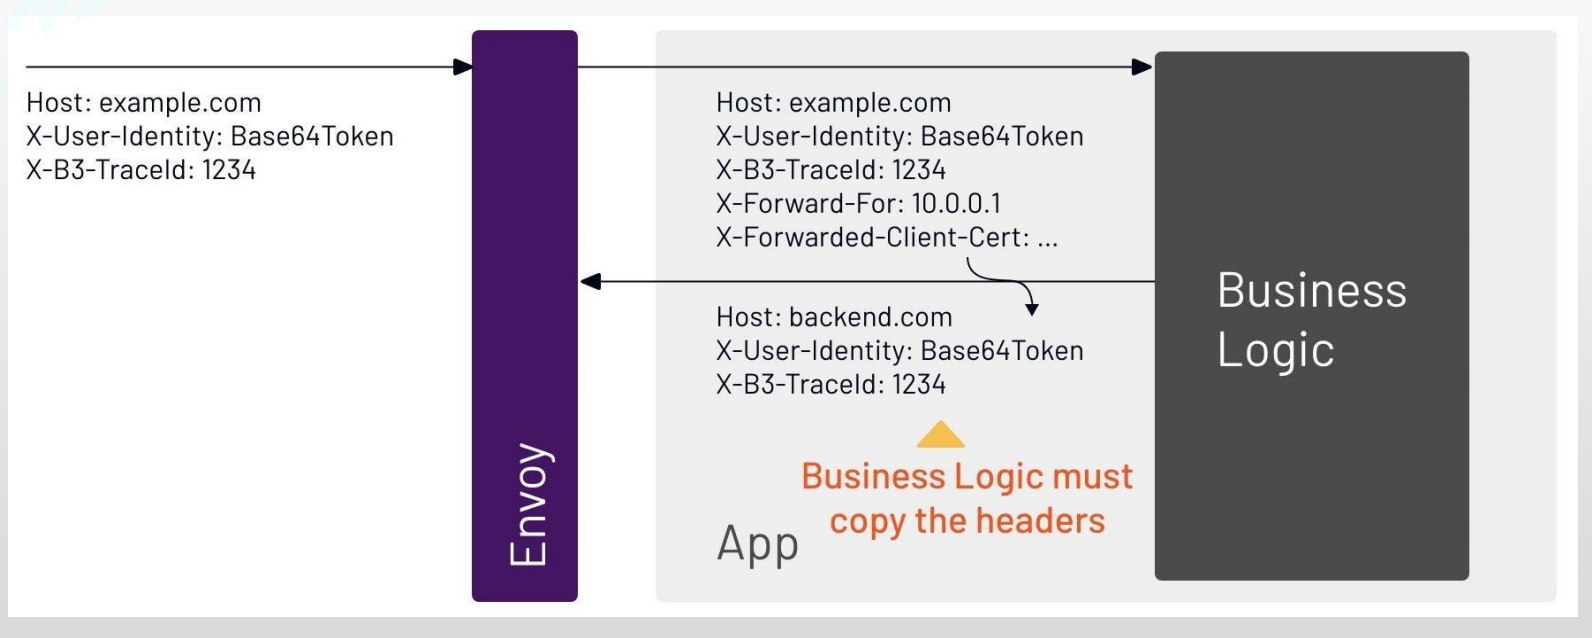 Host: example.com
X-User-Identity: Base64Token
X-B3-TraceId: 1234
Envoy
Host: example.com
X-User-Identity: Base64Token
X-B3-TraceId: 1234
X-Forward-For: 10.0.0.1
X-Forwarded-Client-Cert: ...
Host: backend.com
X-User-Identity: Base64Token
X-B3-TraceId: 1234
Business Logic must
copy the headers
App
Business
Logic